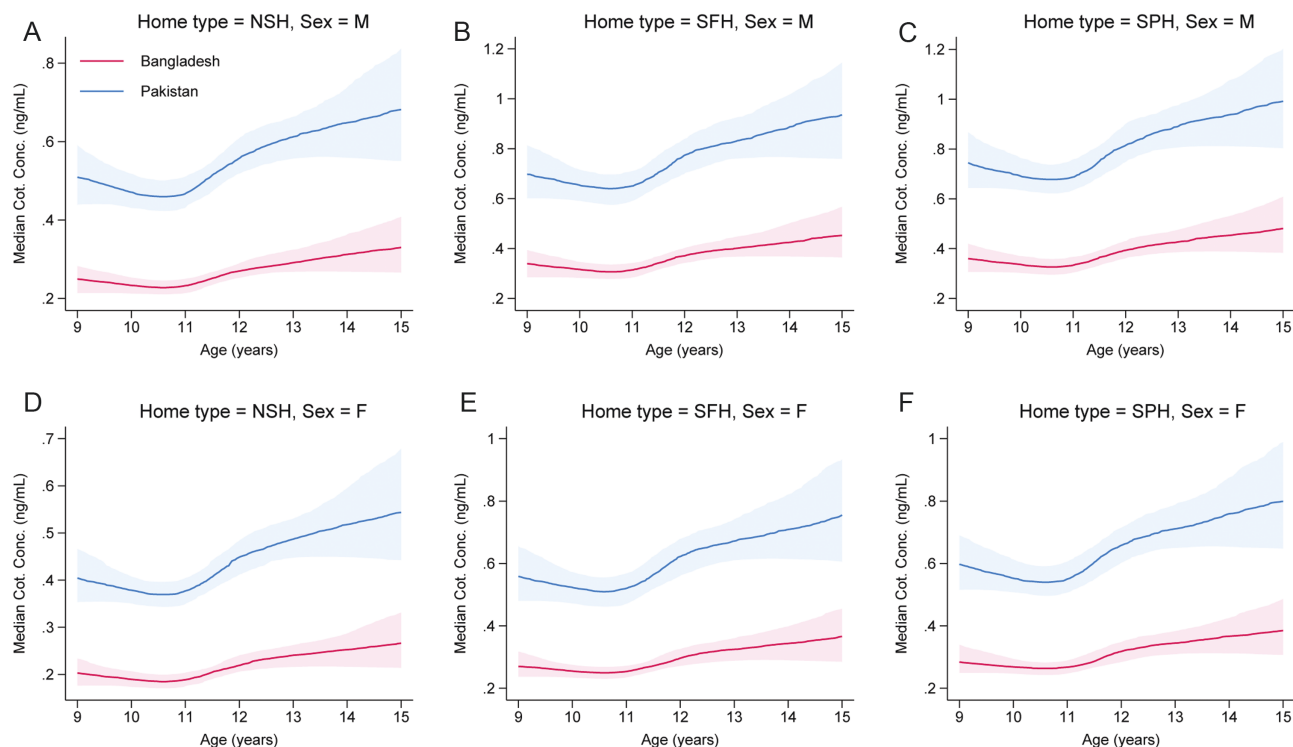 A
Home type = NSH, Sex = M
Bangladesh
Pakistan
.8
.6
.4
.2
Median Cot. Conc. (ng/mL)
9 10 11 12 13 14 15
Age (years)
B
Home type = SFH, Sex = M
1.2
1
.8
.6
.4
.2
Median Cot. Conc. (ng/mL)
9 10 11 12 13 14 15
Age (years)
C
Home type = SPH, Sex = M
1.2
1
.8
.6
.4
.2
Median Cot. Conc. (ng/mL)
9 10 11 12 13 14 15
Age (years)
D
Home type = NSH, Sex = F
.7
.6
.5
.4
.3
.2
Median Cot. Conc. (ng/mL)
9 10 11 12 13 14 15
Age (years)
E
Home type = SFH, Sex = F
1
.8
.6
.4
.2
Median Cot. Conc. (ng/mL)
9 10 11 12 13 14 15
Age (years)
F
Home type = SPH, Sex = F
1
.8
.6
.4
.2
Median Cot. Conc. (ng/mL)
9 10 11 12 13 14 15
Age (years)